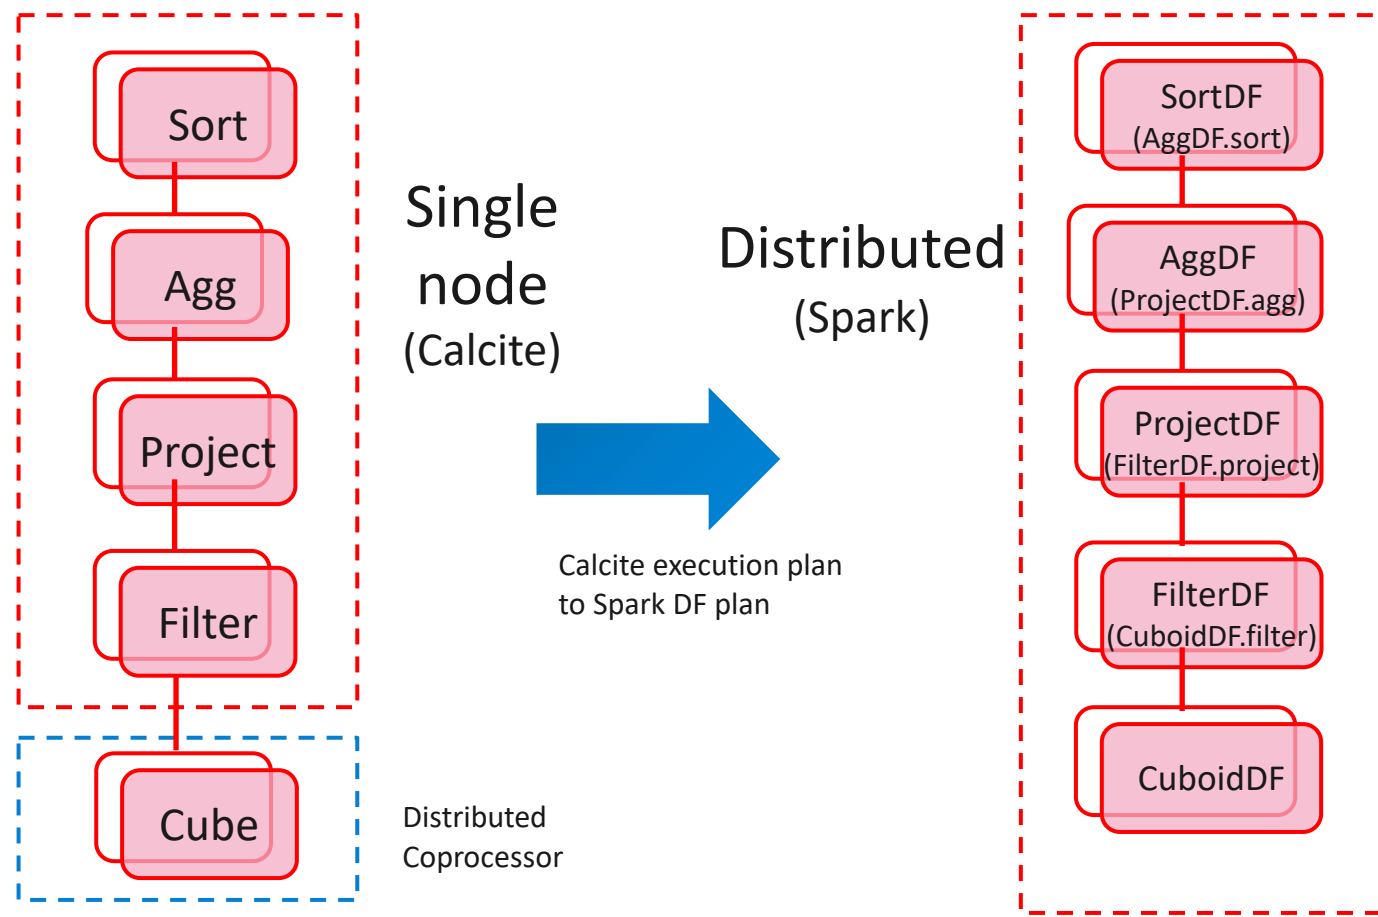 Sort
Agg
Project
Filter
Cube
Single
node
(Calcite)
Distributed
Coprocessor
Distributed
(Spark)
Calcite execution plan
to Spark DF plan
SortDF
(AggDF.sort)
AggDF
(ProjectDF.agg)
ProjectDF
(FilterDF.project)
FilterDF
(CuboidDF.filter)
CuboidDF